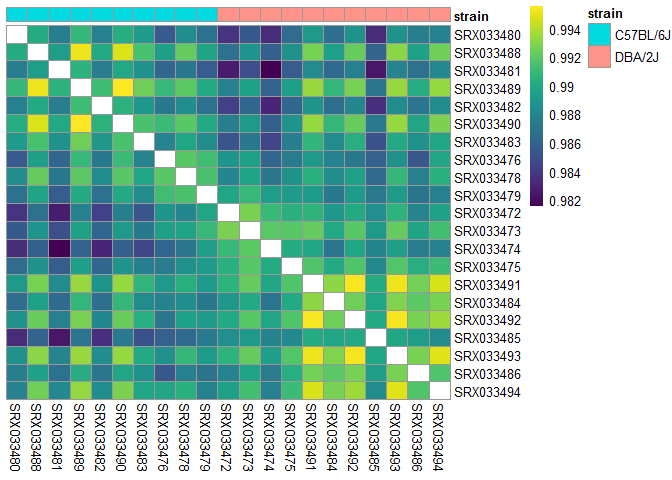 strain
strain
C57BL/6J
DBA/2J
0.994
0.992
0.99
0.988
0.986
0.984
0.982
SRX033480
SRX033488
SRX033481
SRX033489
SRX033482
SRX033490
SRX033483
SRX033476
SRX033478
SRX033479
SRX033472
SRX033473
SRX033474
SRX033475
SRX033491
SRX033484
SRX033492
SRX033485
SRX033493
SRX033486
SRX033494
SRX033480
SRX033488
SRX033481
SRX033489
SRX033482
SRX033490
SRX033483
SRX033476
SRX033478
SRX033479
SRX033472
SRX033473
SRX033474
SRX033475
SRX033491
SRX033484
SRX033492
SRX033485
SRX033493
SRX033486
SRX033494